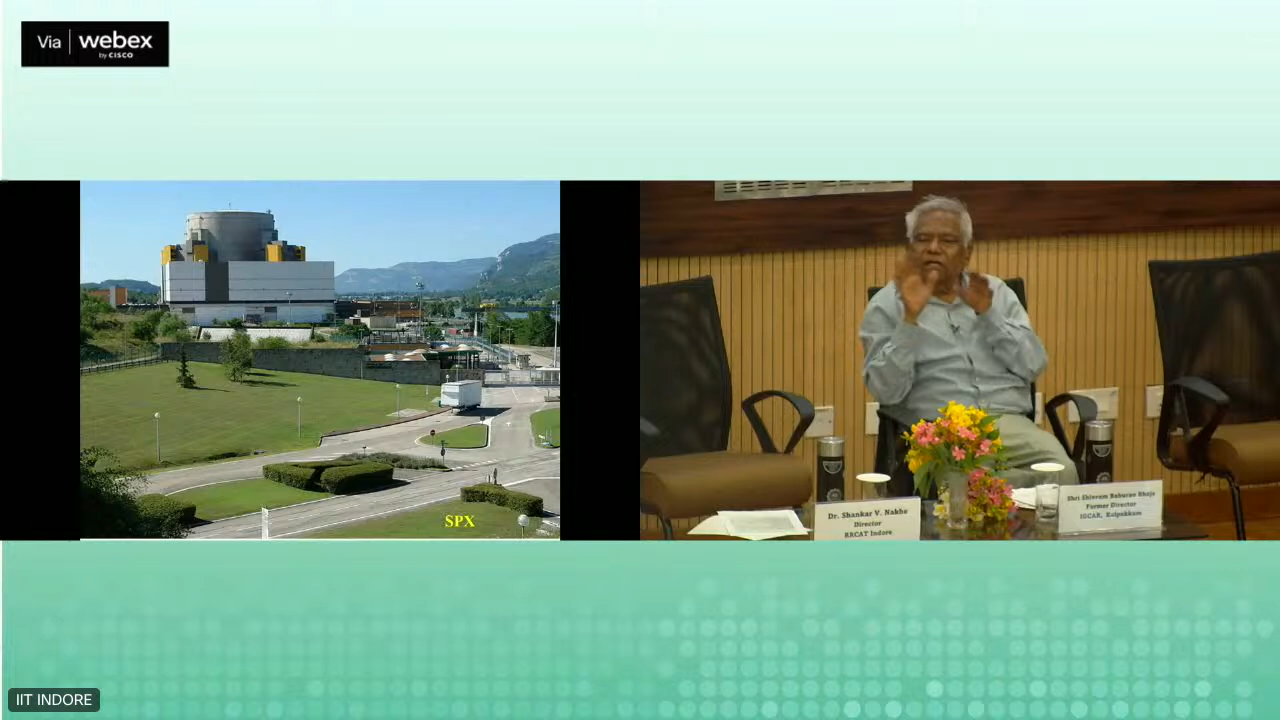 Via webex
by CISCO
SPX
Dr. Shankar V. Nakhe
Director
RRCAT Indore
Shri Shivram Baburao Bhoje
Former Director
IGCAR, Kalpakkam
IIT INDORE